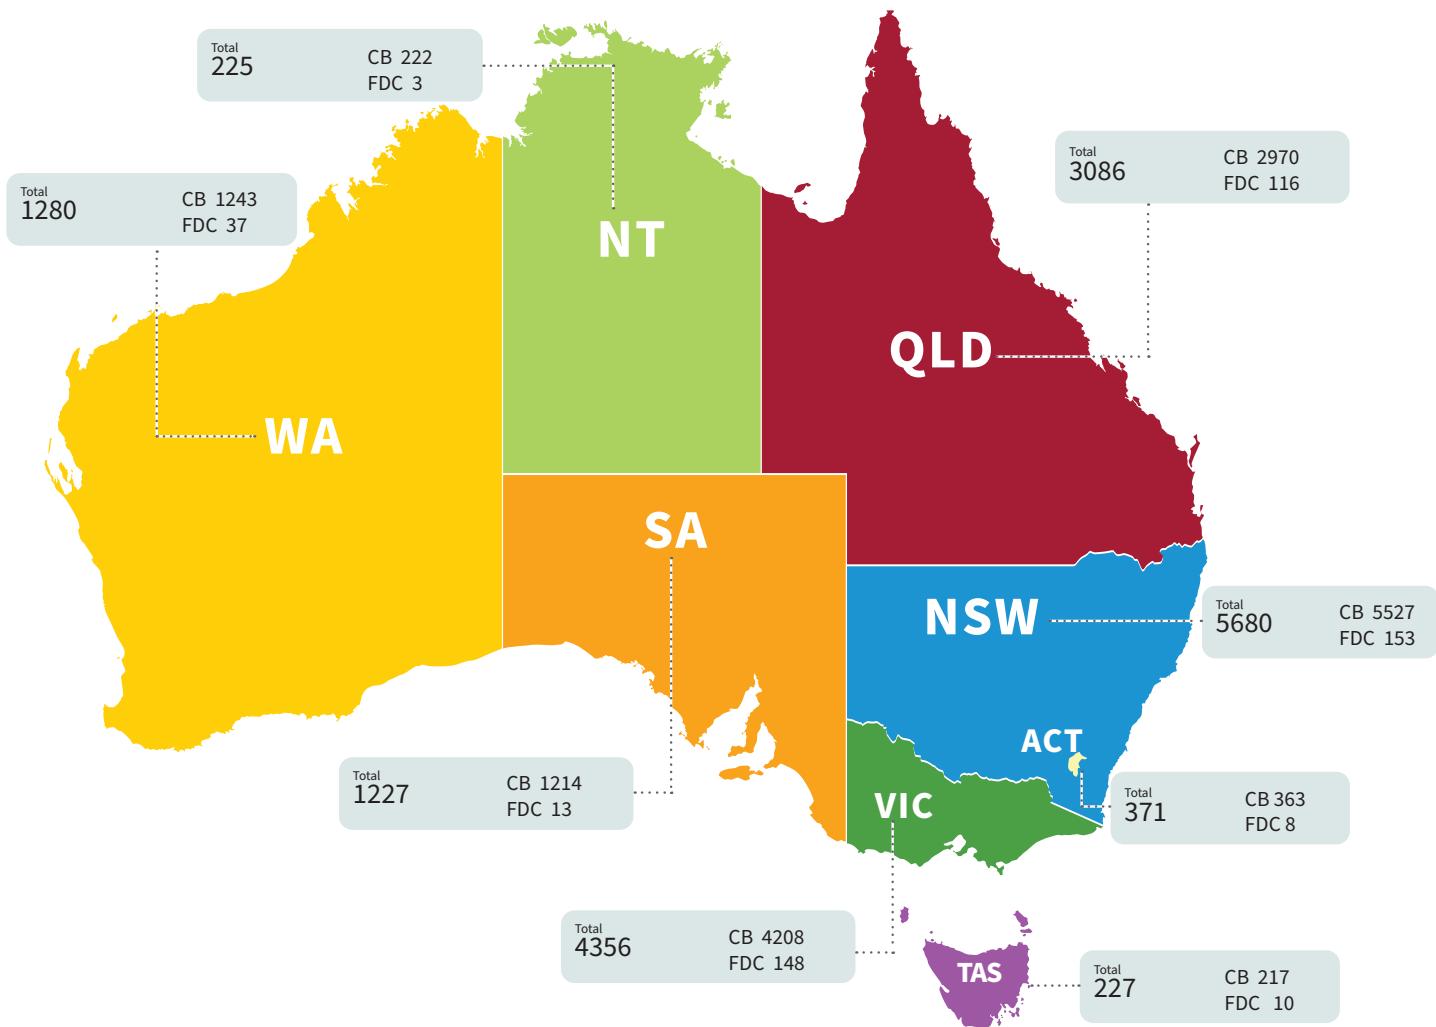 Total
225
CB 222
FDC 3
Total
1280
CB 1243
FDC 37
Total
3086
CB 2970
FDC 116
NT
QLD
WA
SA
NSW
Total
5680
CB 5527
FDC 153
ACT
Total
1227
CB 1214
FDC 13
VIC
Total
371
CB 363
FDC 8
Total
4356
CB 4208
FDC 148
TAS
Total
227
CB 217
FDC 10